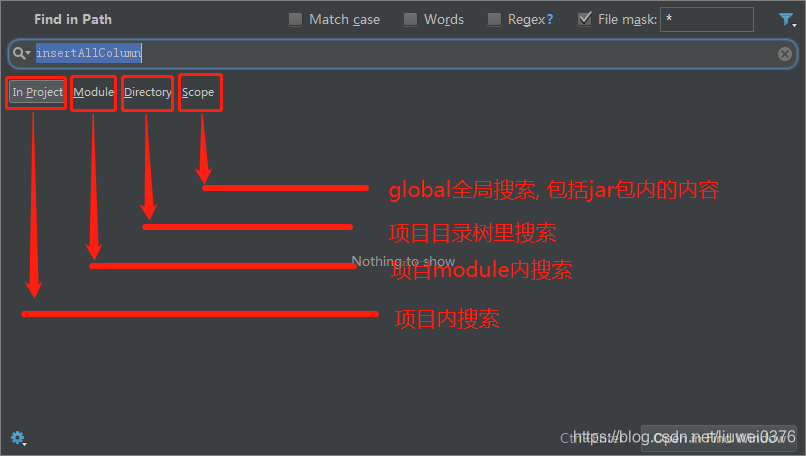 Find in Path Match case Words Regex? File mask: *
insertAllColumn
In Project Module Directory Scope
global全局搜索, 包括jar包内的内容
项目目录树里搜索
Nothing to show
项目module内搜索
项目内搜索
Ctrl+Enter Open in Find Window
https://blog.csdn.net/liuwei0376